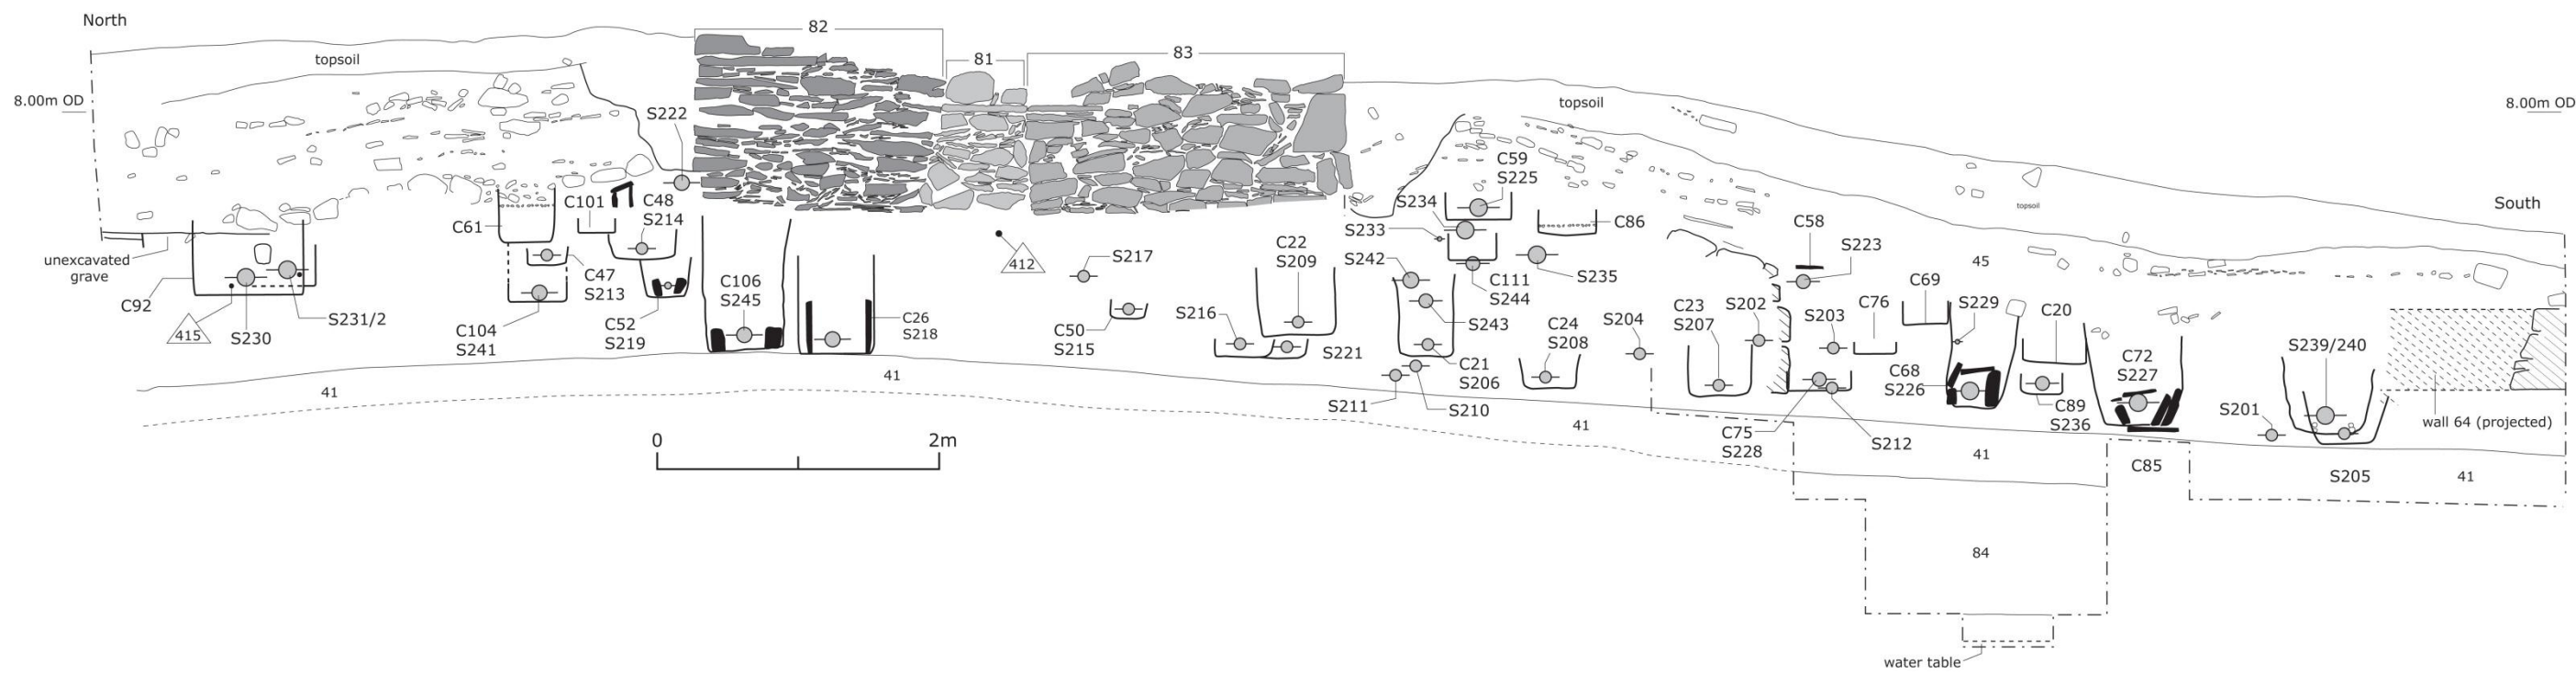 North
82
81
83
topsoil
8.00m OD
topsoil
8.00m OD
S222
C59
S225
S234
C101
C48
S214
C61
C86
S233
C58
South
topsoil
unexcavated
grave
C92
415
S230
S231/2
C47
S213
C104
S241
C52
S219
C106
S245
C26
S218
412
S217
C50
S215
S216
C22
S209
S221
S242
C111
S244
S235
S243
C21
S206
S211
S210
C24
S208
S204
C23
S207
S202
S223
S203
C76
C69
S229
45
C20
C68
S226
C89
S236
C75
S228
S212
C72
S227
S239/240
S201
wall 64 (projected)
41
41
41
41
C85
S205
41
0
2m
84
water table